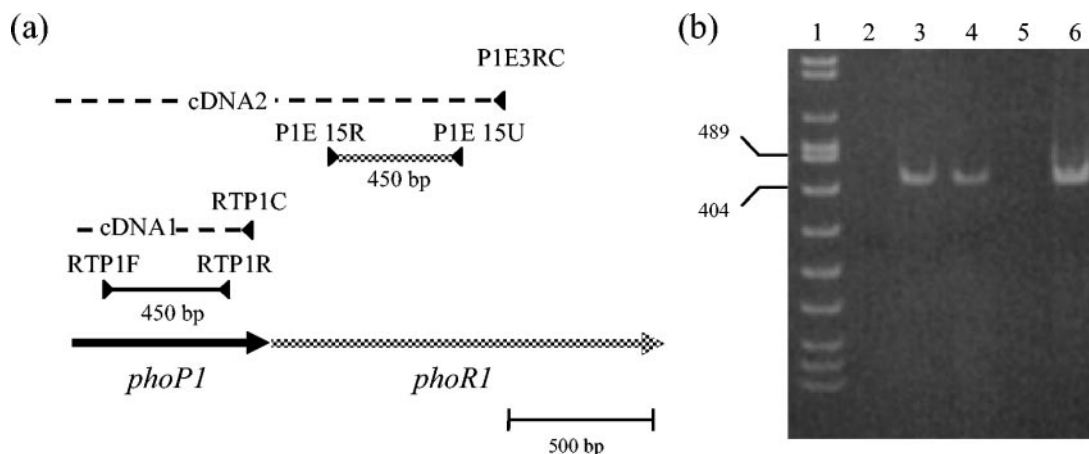 (a)
P1E3RC
cDNA2
P1E 15R P1E 15U
450 bp
RTP1C
cDNA1
RTP1F RTP1R
450 bp
phoP1 phoR1
500 bp
(b)
1 2 3 4 5 6
489
404